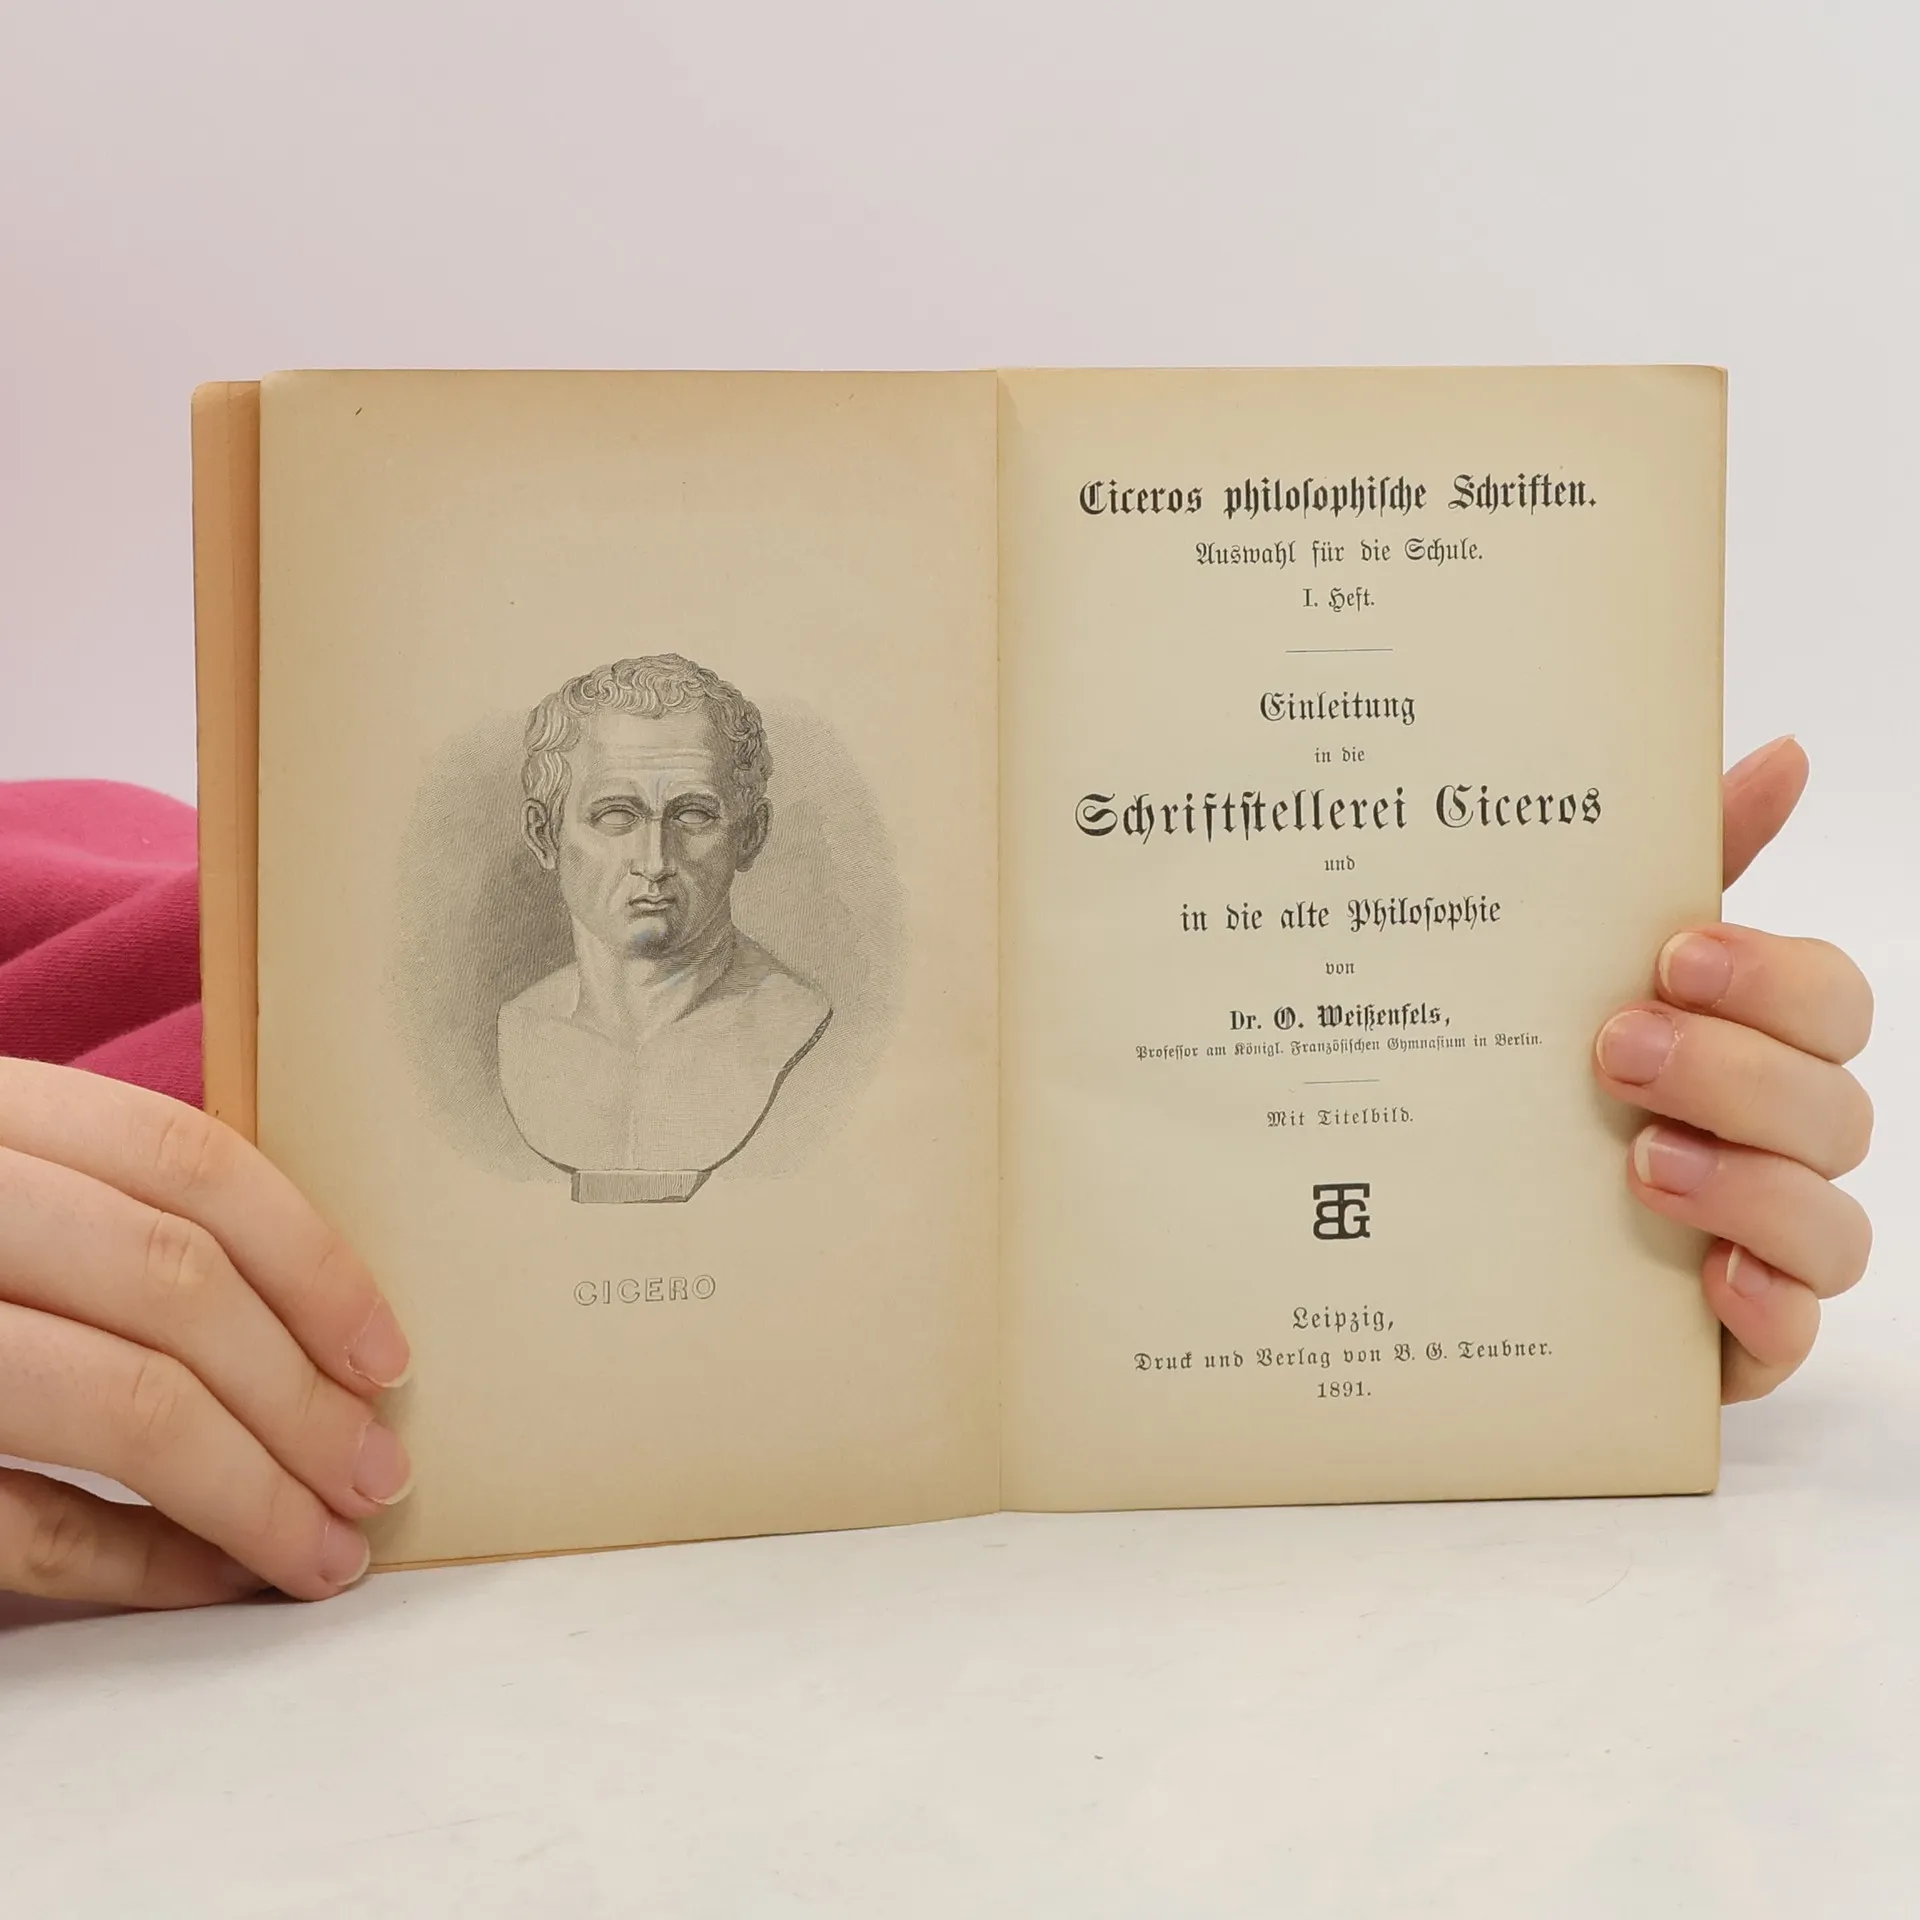 CICERO
Ciceros philosophische Schriften.
Auswahl für die Schule.
I. Heft.
Einleitung
in die
Schriftstellerei Ciceros
und
in die alte Philosophie
von
Dr. O. Weißenfels,
Professor am Königl. Französischen Gymnasium in Berlin.
Mit Titelbild.
BTG
Leipzig,
Druck und Verlag von B. G. Teubner.
1891.